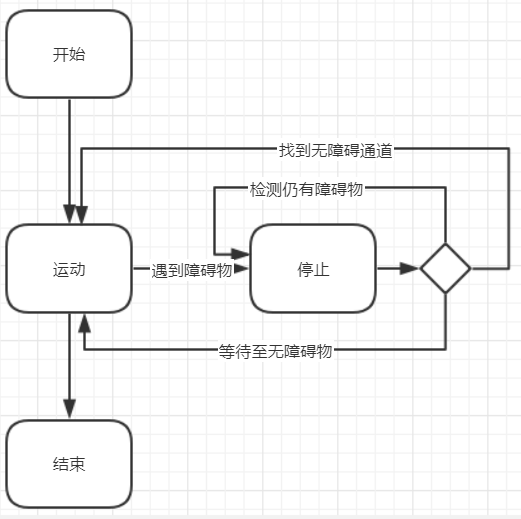 开始
找到无障碍通道
检测仍有障碍物
运动
遇到障碍物
停止
等待至无障碍物
结束